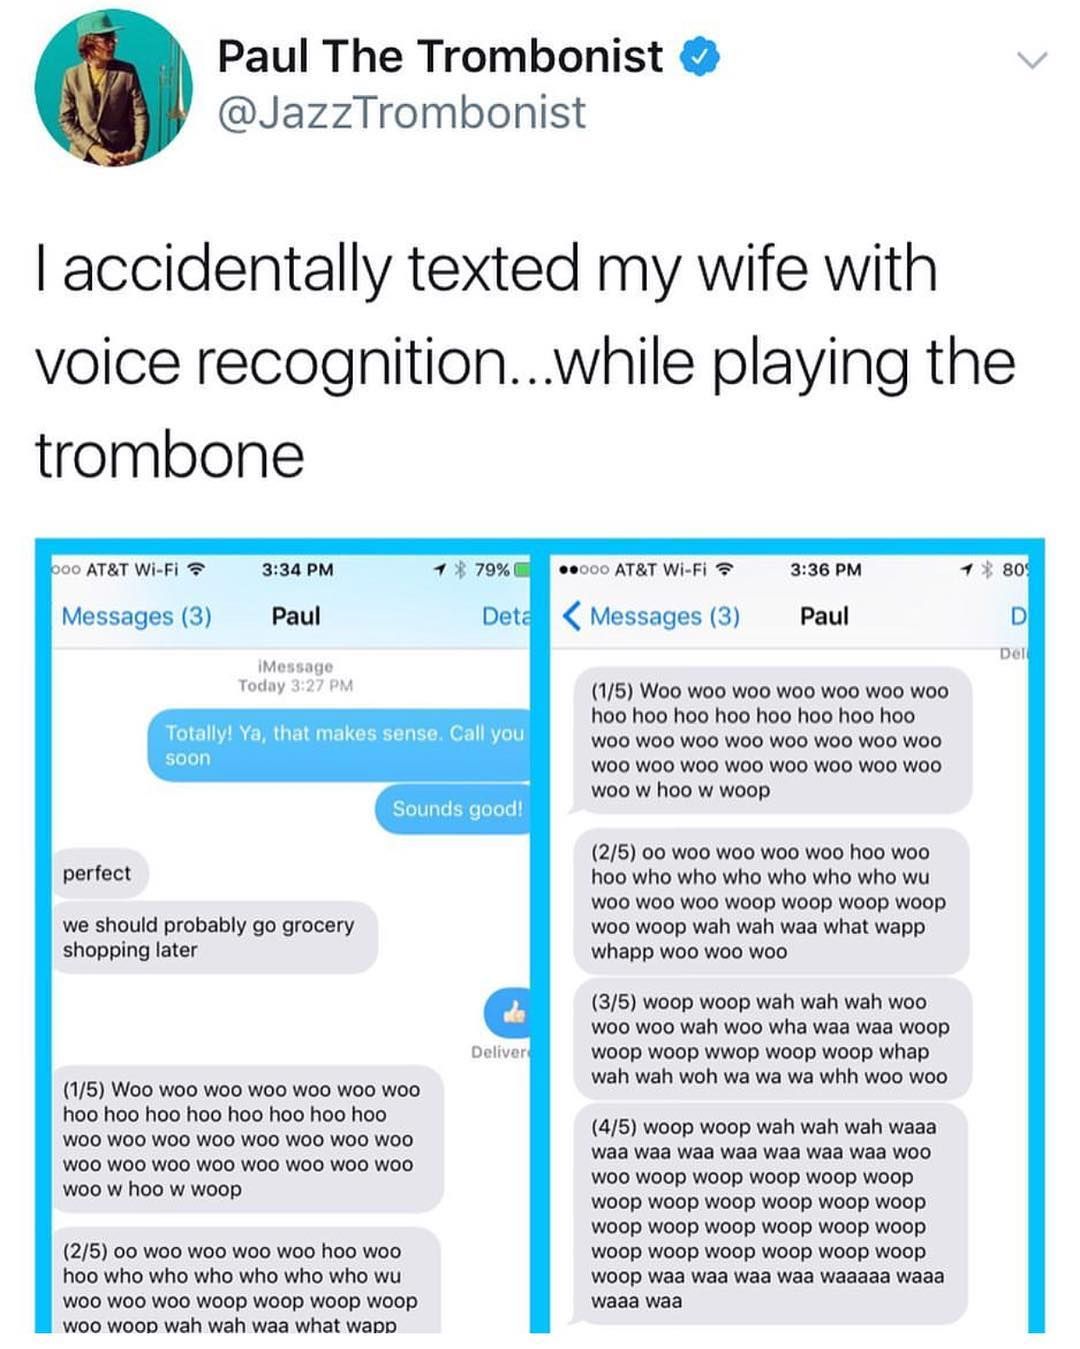 Paul The Trombonist
@JazzTrombonist
I accidentally texted my wife with
voice recognition...while playing the
trombone
ooo AT&T Wi-Fi 3:34 PM 79%
Messages (3) Paul Deta
iMessage
Today 3:27 PM
Totally! Ya, that makes sense. Call you
soon
Sounds good!
perfect
we should probably go grocery
shopping later
Delivere
(1/5) Woo woo woo woo woo woo woo
hoo hoo hoo hoo hoo hoo hoo hoo
woo woo woo woo woo woo woo woo
woo woo woo woo woo woo woo woo
woo w hoo w woop
(2/5) oo woo woo woo woo hoo woo
hoo who who who who who who wu
woo woo woo woop woop woop woop
woo woop wah wah waa what wapp
●●ooo AT&T Wi-Fi 3:36 PM 80%
Messages (3) Paul D
Deli
(1/5) Woo woo woo woo woo woo woo
hoo hoo hoo hoo hoo hoo hoo hoo
woo woo woo woo woo woo woo woo
woo woo woo woo woo woo woo woo
woo w hoo w woop
(2/5) oo woo woo woo woo hoo woo
hoo who who who who who who wu
woo woo woo woop woop woop woop
woo woop wah wah waa what wapp
whapp woo woo woo
(3/5) woop woop wah wah wah woo
woo woo wah woo wha waa waa woop
woop woop wwop woop woop whap
wah wah woh wa wa wa whh woo woo
(4/5) woop woop wah wah wah waaa
waa waa waa waa waa waa waa woo
woo woop woop woop woop woop
woop woop woop woop woop woop
woop woop woop woop woop woop
woop woop woop woop woop woop
woop waa waa waa waa waaaaa waaa
waaa waa